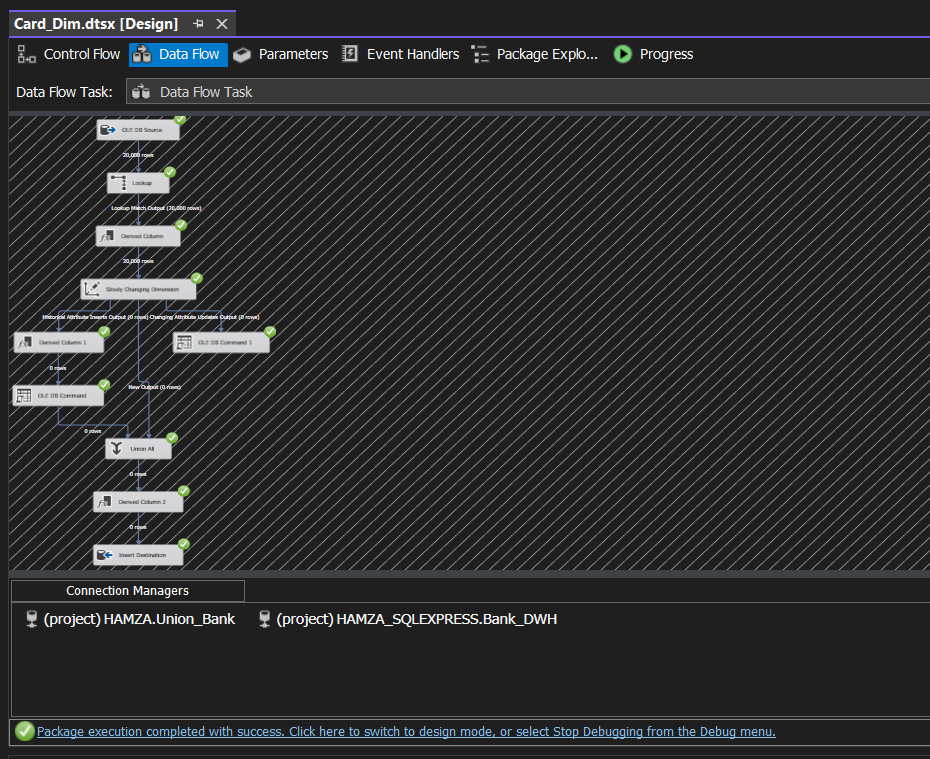 Card_Dim.dtsx [Design]
Control Flow Data Flow Parameters Event Handlers Package Explo... Progress
Data Flow Task: Data Flow Task
OLE DB Source
20,000 rows
Lookup
Lookup Match Output (20,000 rows)
Derived Column
20,000 rows
Slowly Changing Dimension
Historical Attribute Inserts Output (0 rows) Changing Attribute Updates Output (0 rows)
Derived Column 1 OLE DB Command 1
0 rows
New Output (0 rows)
OLE DB Command
0 rows
Union All
0 rows
Derived Column 2
0 rows
Insert Destination
Connection Managers
(project) HAMZA.Union_Bank (project) HAMZA_SQLEXPRESS.Bank_DWH
Package execution completed with success. Click here to switch to design mode, or select Stop Debugging from the Debug menu.